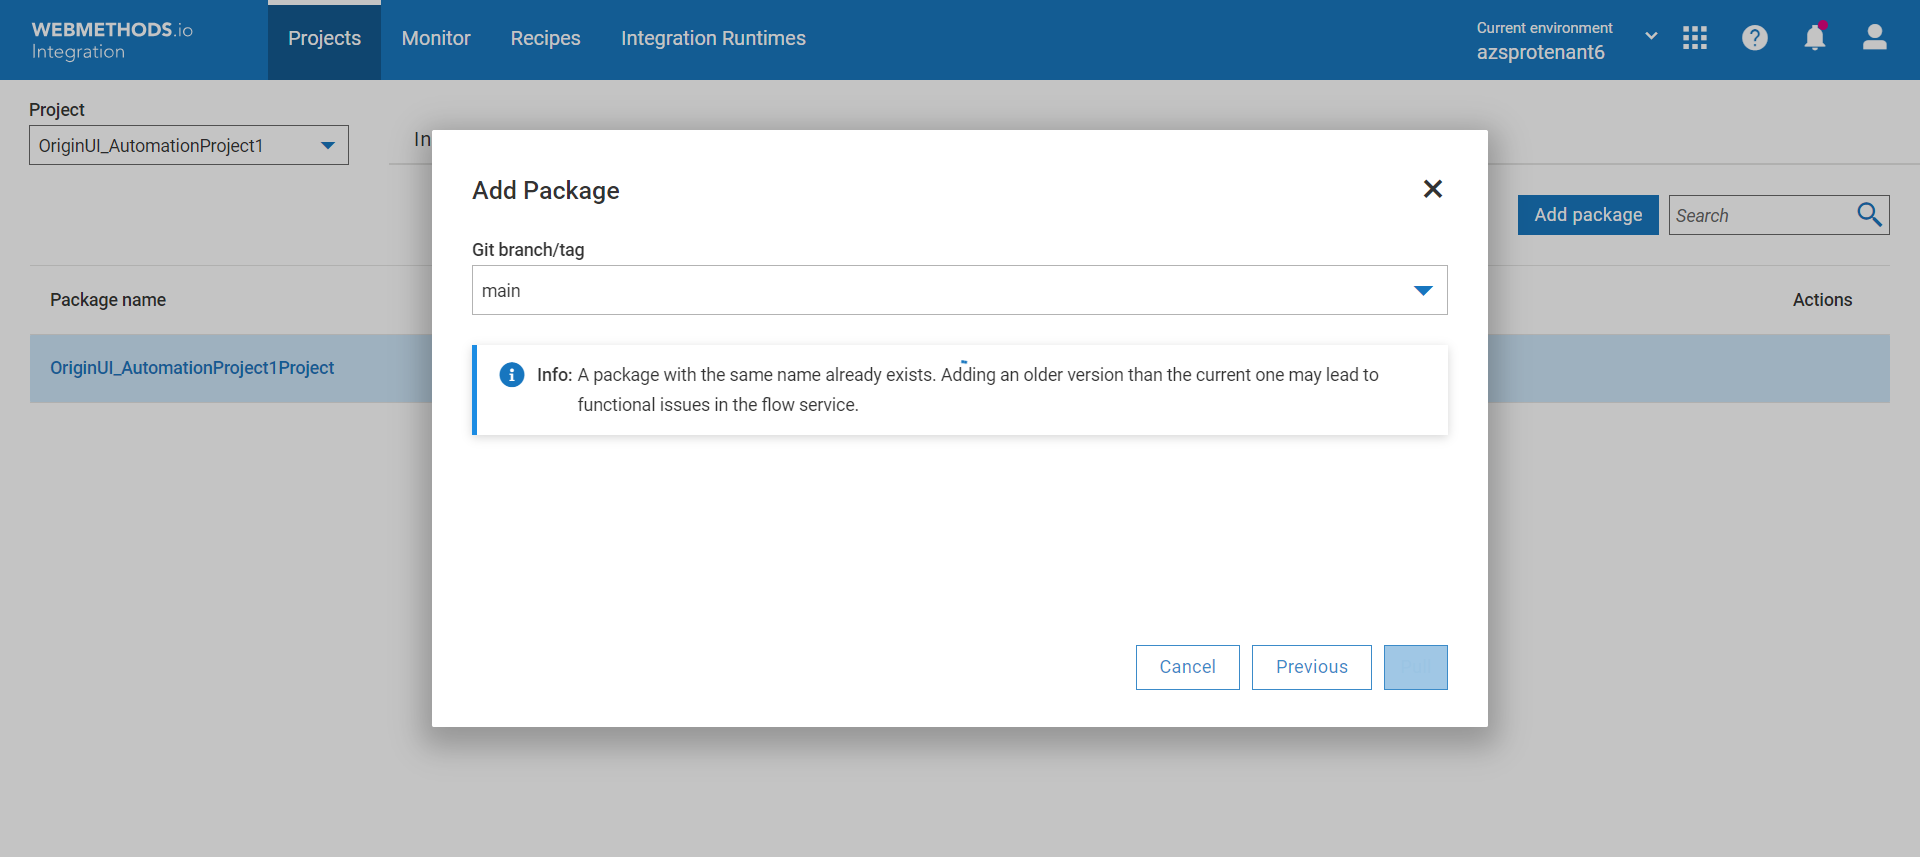 WEBMETHODS.io
Integration
Projects
Monitor
Recipes
Integration Runtimes
Current environment
azsprotenant6
Project
OriginUI_AutomationProject1
In
Add package
Search
Package name
Actions
OriginUI_AutomationProject1Project
Add Package
Git branch/tag
main
Info: A package with the same name already exists. Adding an older version than the current one may lead to
functional issues in the flow service.
Cancel
Previous